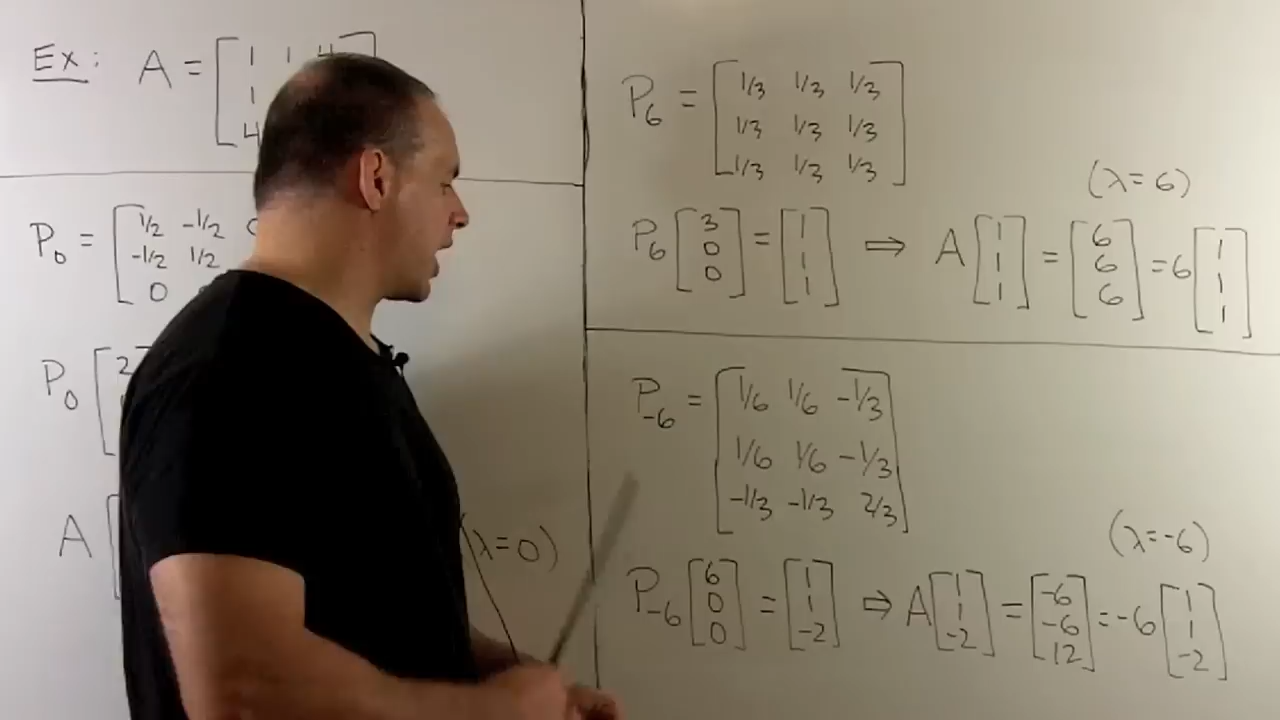 Ex: A = [ 1 1 4
1
4
P₀ = [ 1/2 -1/2
-1/2 1/2
0
P₀ [ 2
A [
(λ=0)
P₆ = [ 1/3 1/3 1/3 ]
1/3 1/3 1/3
1/3 1/3 1/3
(λ=6)
P₆ [ 3 0 0 ] = [ 1 1 1 ] ⇒ A [ 1 1 1 ] = [ 6 6 6 ] = 6 [ 1 1 1 ]
P₋₆ = [ 1/6 1/6 -1/3 ]
1/6 1/6 -1/3
-1/3 -1/3 2/3
(λ=-6)
P₋₆ [ 6 0 0 ] = [ 1 1 -2 ] ⇒ A [ 1 1 -2 ] = [ -6 -6 12 ] = -6 [ 1 1 -2 ]